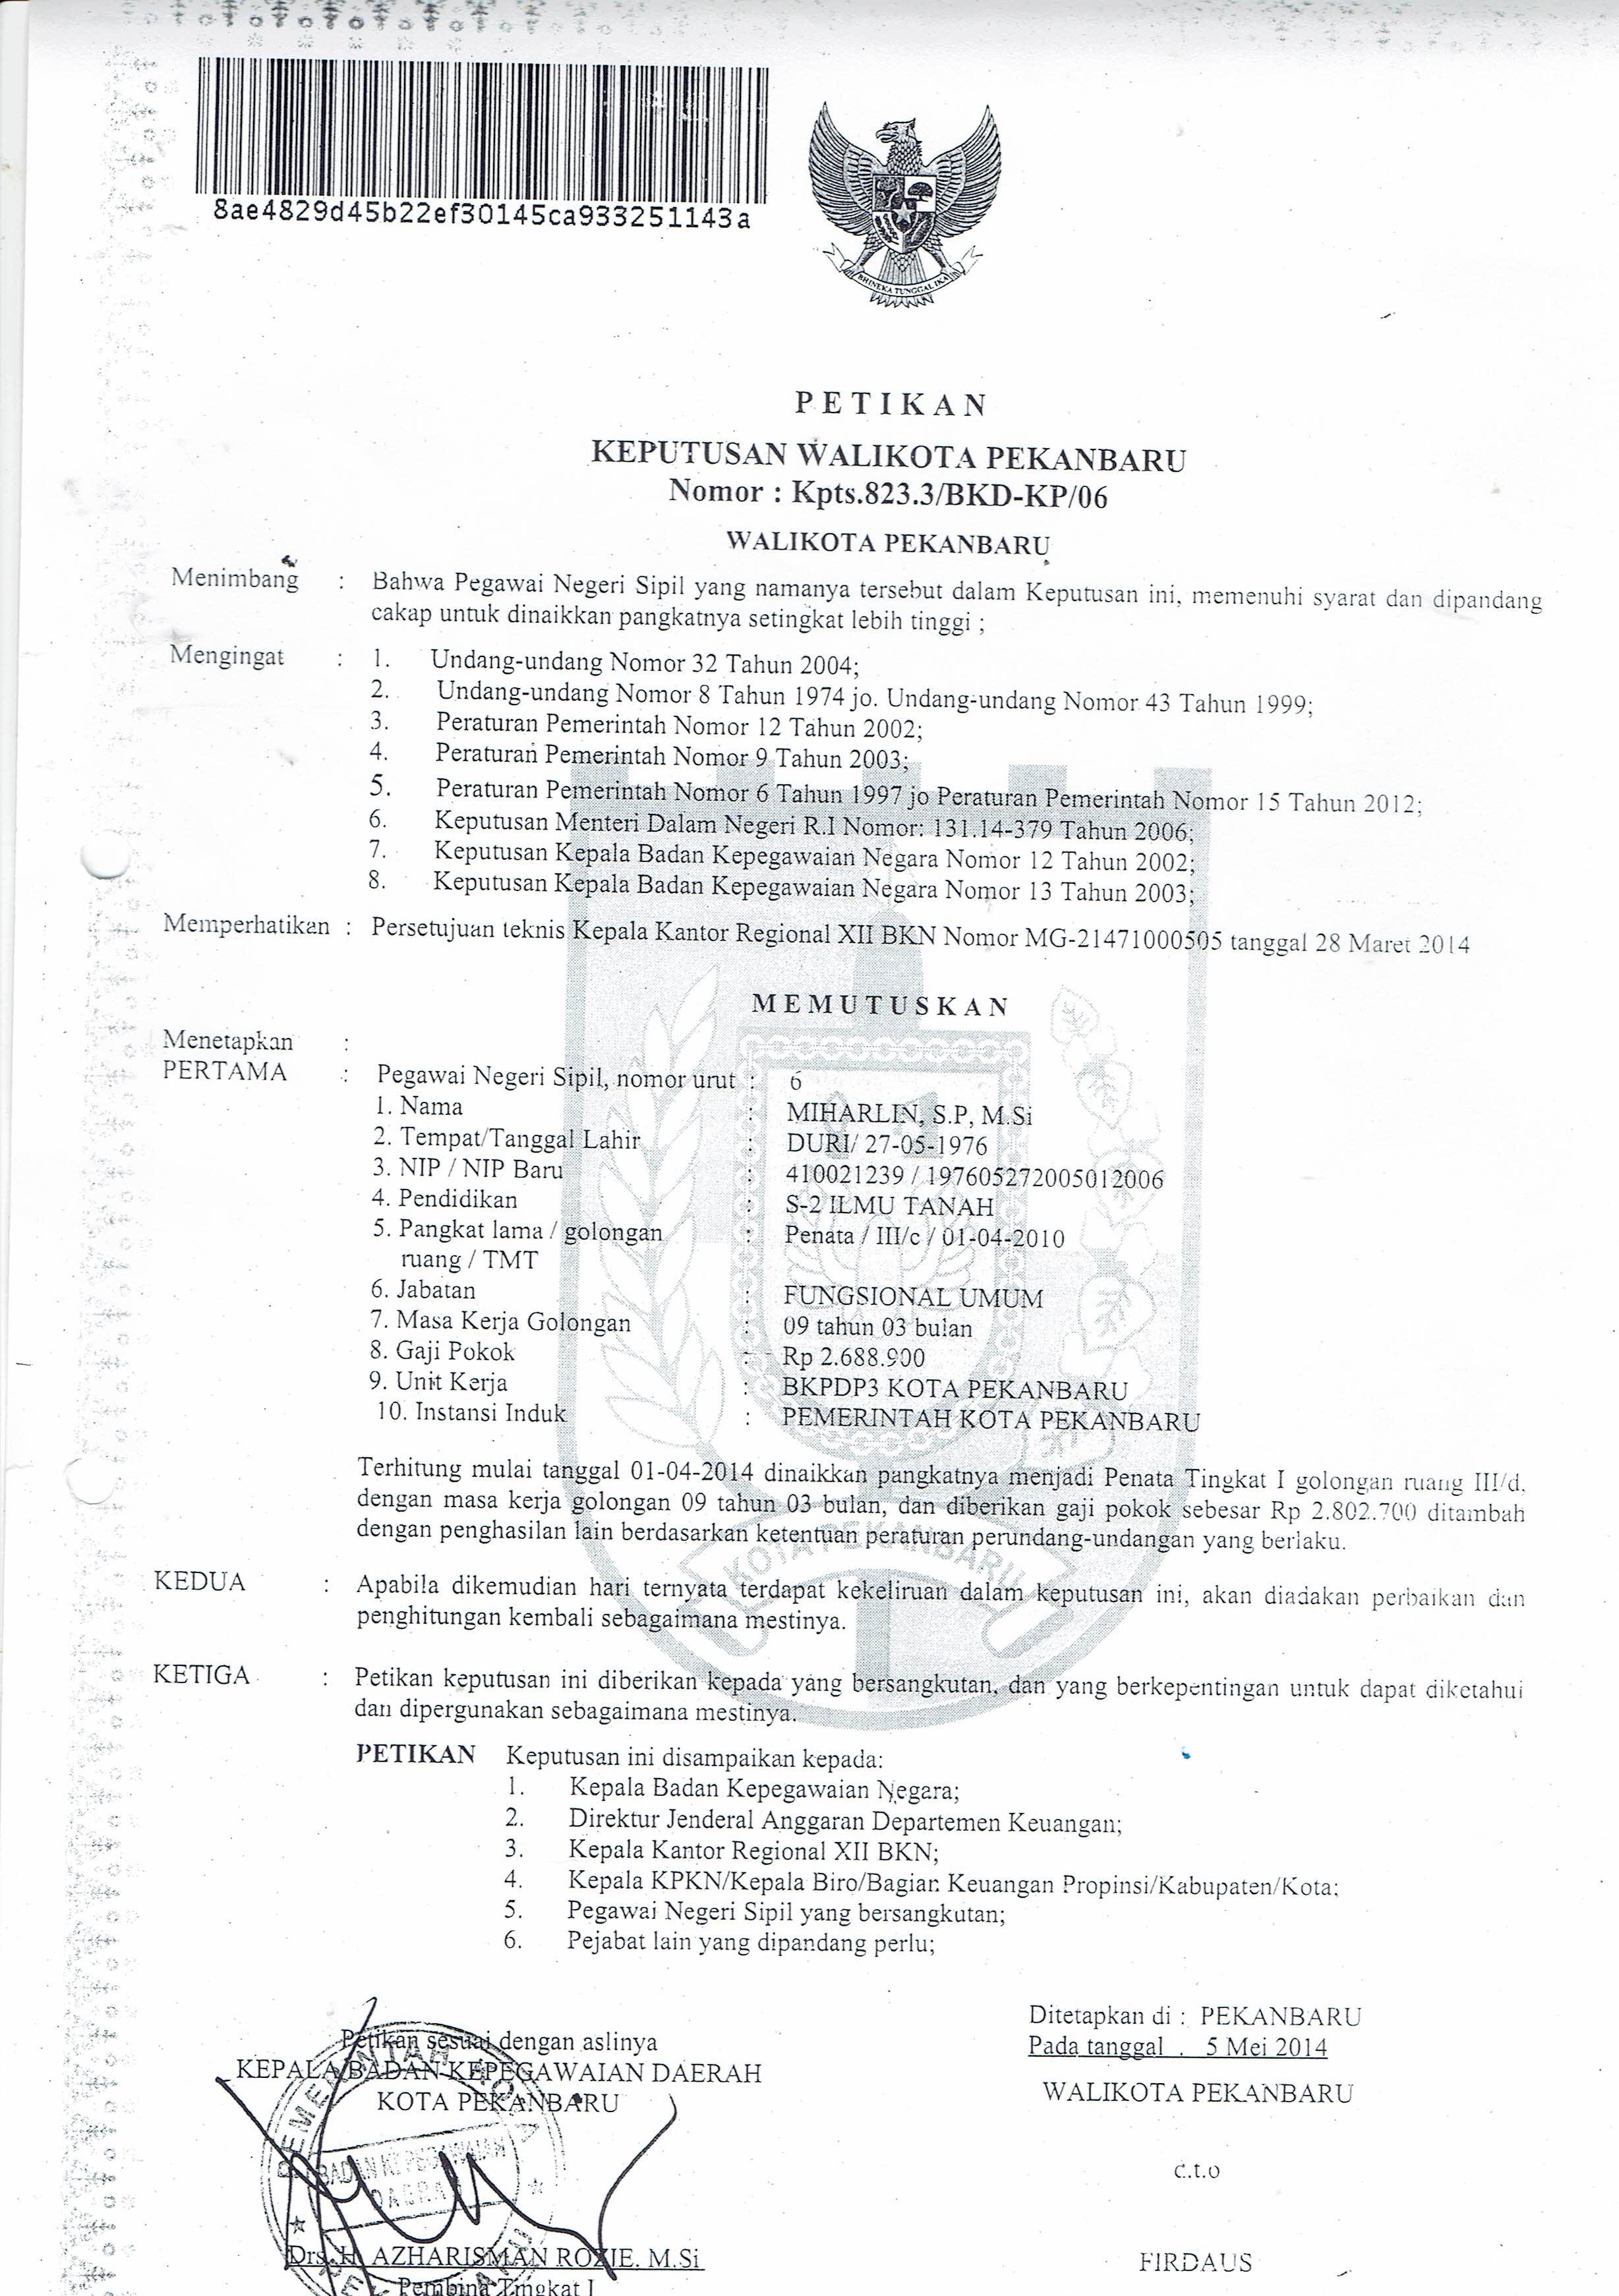 8ae4829d45b22ef30145ca933251143a
BHINEKA TUNGGAL IKA
PETIKAN
KEPUTUSAN WALIKOTA PEKANBARU
Nomor : Kpts.823.3/BKD-KP/06
WALIKOTA PEKANBARU
Menimbang : Bahwa Pegawai Negeri Sipil yang namanya tersebut dalam Keputusan ini, memenuhi syarat dan dipandang
cakap untuk dinaikkan pangkatnya setingkat lebih tinggi ;
Mengingat : 1. Undang-undang Nomor 32 Tahun 2004;
2. Undang-undang Nomor 8 Tahun 1974 jo. Undang-undang Nomor 43 Tahun 1999;
3. Peraturan Pemerintah Nomor 12 Tahun 2002;
4. Peraturan Pemerintah Nomor 9 Tahun 2003;
5. Peraturan Pemerintah Nomor 6 Tahun 1997 jo Peraturan Pemerintah Nomor 15 Tahun 2012;
6. Keputusan Menteri Dalam Negeri R.I Nomor: 131.14-379 Tahun 2006;
7. Keputusan Kepala Badan Kepegawaian Negara Nomor 12 Tahun 2002;
8. Keputusan Kepala Badan Kepegawaian Negara Nomor 13 Tahun 2003;
Memperhatikan : Persetujuan teknis Kepala Kantor Regional XII BKN Nomor MG-21471000505 tanggal 28 Maret 2014
MEMUTUSKAN
Menetapkan :
PERTAMA : Pegawai Negeri Sipil, nomor urut : 6
1. Nama : MIHARLIN, S.P, M.Si
2. Tempat/Tanggal Lahir : DURI/ 27-05-1976
3. NIP / NIP Baru : 410021239 / 197605272005012006
4. Pendidikan : S-2 ILMU TANAH
5. Pangkat lama / golongan : Penata / III/c / 01-04-2010
ruang / TMT
6. Jabatan : FUNGSIONAL UMUM
7. Masa Kerja Golongan : 09 tahun 03 bulan
8. Gaji Pokok : Rp 2.688.900
9. Unit Kerja : BKPDP3 KOTA PEKANBARU
10. Instansi Induk : PEMERINTAH KOTA PEKANBARU
Terhitung mulai tanggal 01-04-2014 dinaikkan pangkatnya menjadi Penata Tingkat I golongan ruang III/d,
dengan masa kerja golongan 09 tahun 03 bulan, dan diberikan gaji pokok sebesar Rp 2.802.700 ditambah
dengan penghasilan lain berdasarkan ketentuan peraturan perundang-undangan yang berlaku.
KOTA PEKANBARU
KEDUA : Apabila dikemudian hari ternyata terdapat kekeliruan dalam keputusan ini, akan diadakan perbaikan dan
penghitungan kembali sebagaimana mestinya.
KETIGA : Petikan keputusan ini diberikan kepada yang bersangkutan, dan yang berkepentingan untuk dapat diketahui
dan dipergunakan sebagaimana mestinya.
PETIKAN Keputusan ini disampaikan kepada:
1. Kepala Badan Kepegawaian Negara;
2. Direktur Jenderal Anggaran Departemen Keuangan;
3. Kepala Kantor Regional XII BKN;
4. Kepala KPKN/Kepala Biro/Bagian Keuangan Propinsi/Kabupaten/Kota;
5. Pegawai Negeri Sipil yang bersangkutan;
6. Pejabat lain yang dipandang perlu;
Ditetapkan di : PEKANBARU
Pada tanggal . 5 Mei 2014
WALIKOTA PEKANBARU
d.t.o
FIRDAUS
Petikan sesuai dengan aslinya
KEPALA BADAN KEPEGAWAIAN DAERAH
KOTA PEKANBARU
BADAN KEPEGAWAIAN
DAERAH
Drs. H. AZHARISMAN ROZIE, M.Si
Pembina Tingkat I